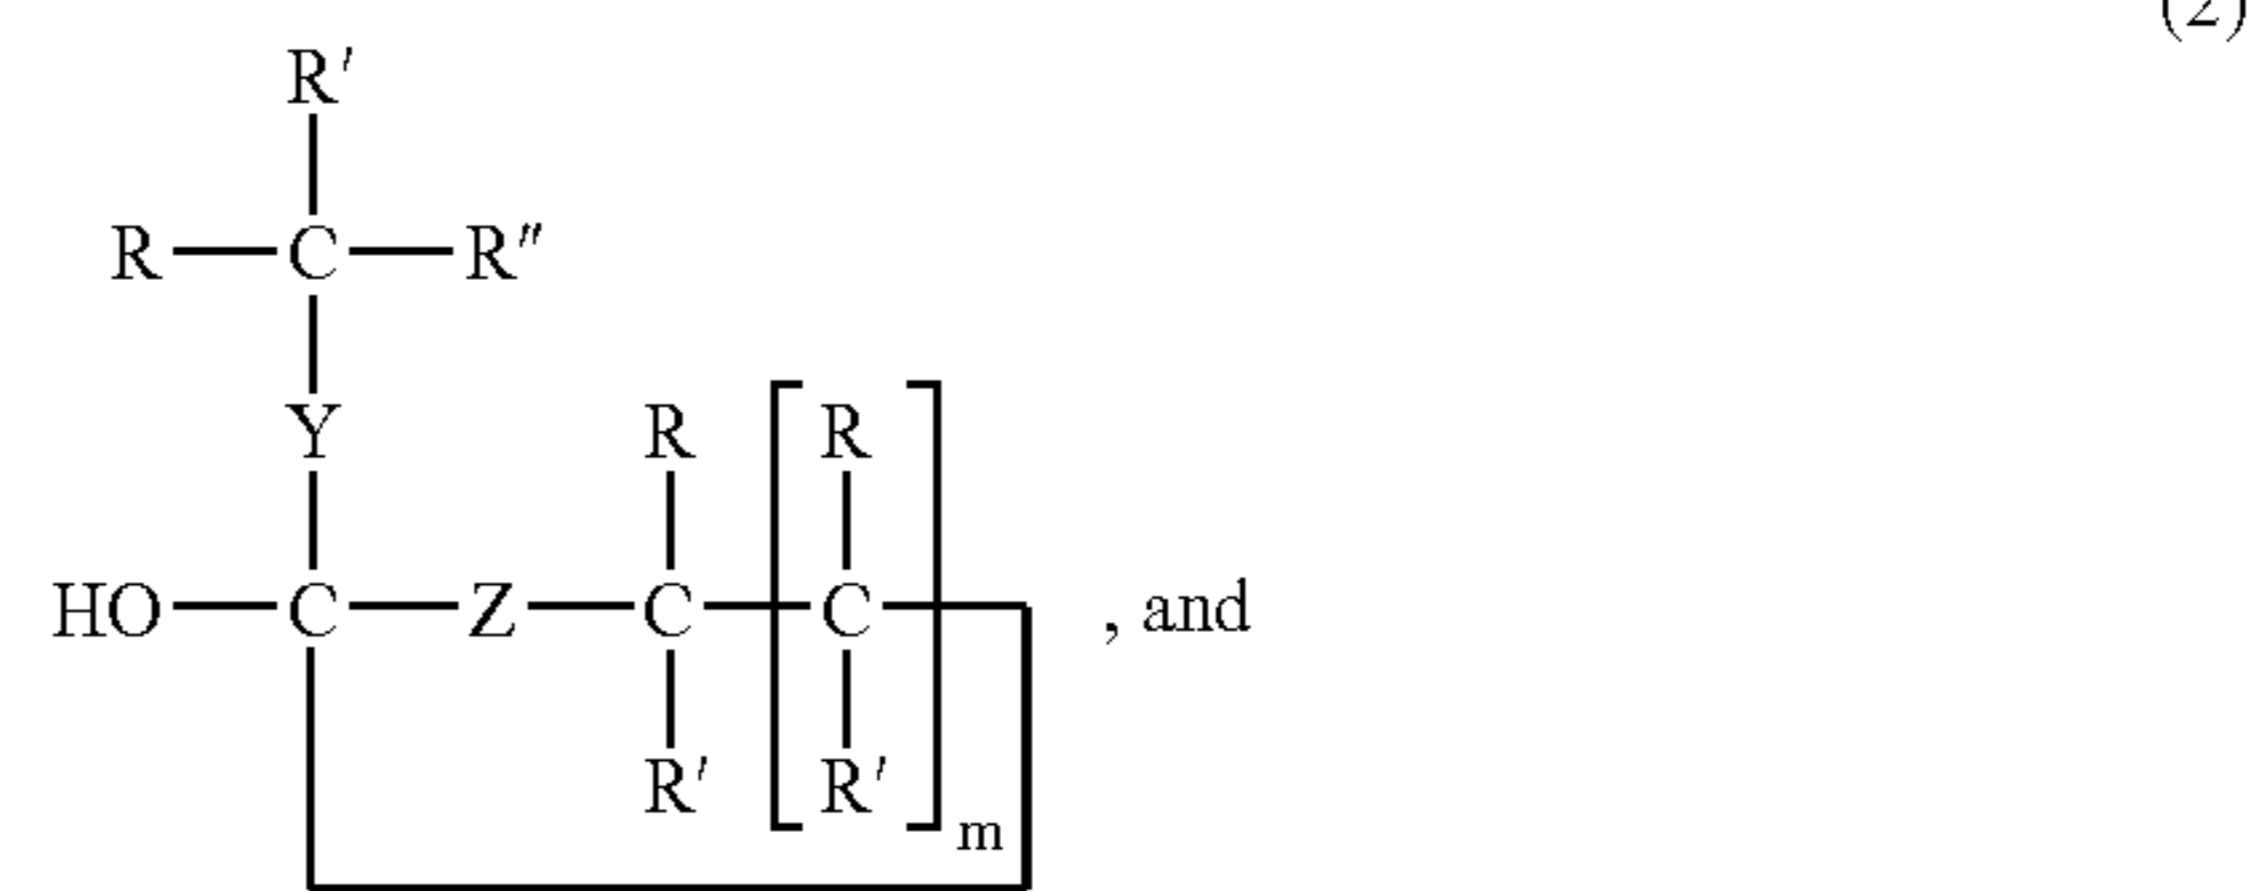 (2)
R′
R C R″
Y R R
HO C Z C C , and
R′ R′
m